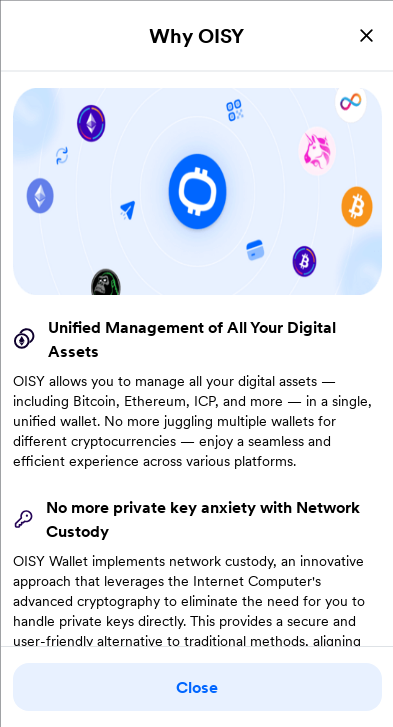 Why OISY
Unified Management of All Your Digital
Assets
OISY allows you to manage all your digital assets —
including Bitcoin, Ethereum, ICP, and more — in a single,
unified wallet. No more juggling multiple wallets for
different cryptocurrencies — enjoy a seamless and
efficient experience across various platforms.
No more private key anxiety with Network
Custody
OISY Wallet implements network custody, an innovative
approach that leverages the Internet Computer's
advanced cryptography to eliminate the need for you to
handle private keys directly. This provides a secure and
user-friendly alternative to traditional methods, aligning
Close